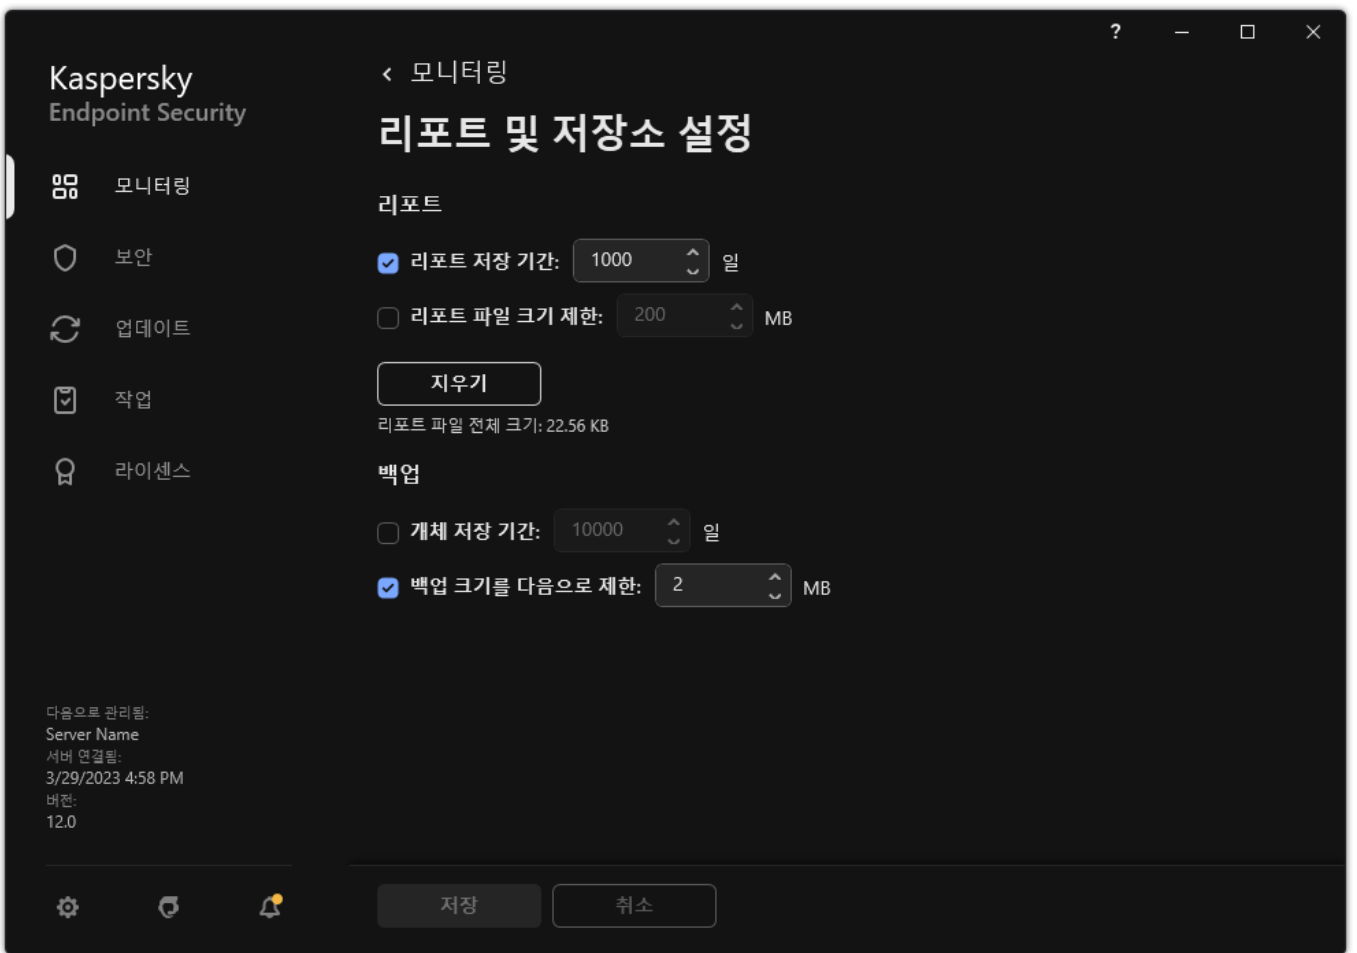 ?
Kaspersky
Endpoint Security
모니터링
보안
업데이트
작업
라이센스
다음으로 관리됨:
Server Name
서버 연결됨:
3/29/2023 4:58 PM
버전:
12.0
모니터링
리포트 및 저장소 설정
리포트
리포트 저장 기간: 1000 일
리포트 파일 크기 제한: 200 MB
지우기
리포트 파일 전체 크기: 22.56 KB
백업
개체 저장 기간: 10000 일
백업 크기를 다음으로 제한: 2 MB
저장 취소